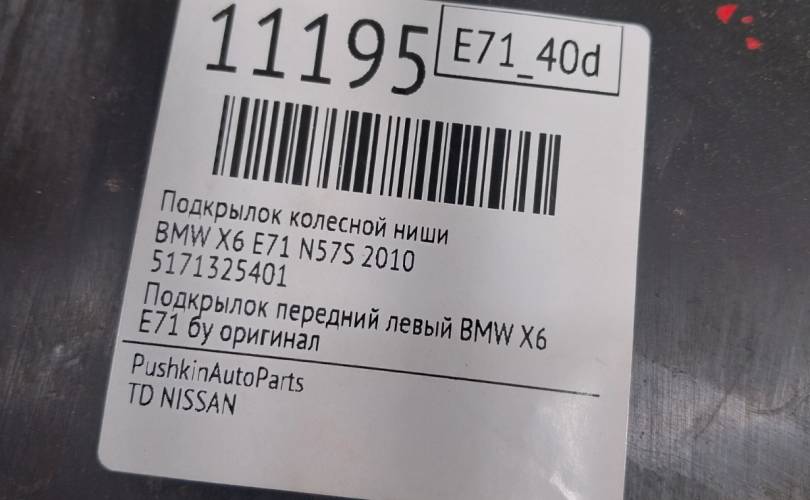 11195
E71_40d
Подкрылок колесной ниши
BMW X6 E71 N57S 2010
5171325401
Подкрылок передний левый BMW X6
E71 бу оригинал
PushkinAutoParts
TD NISSAN